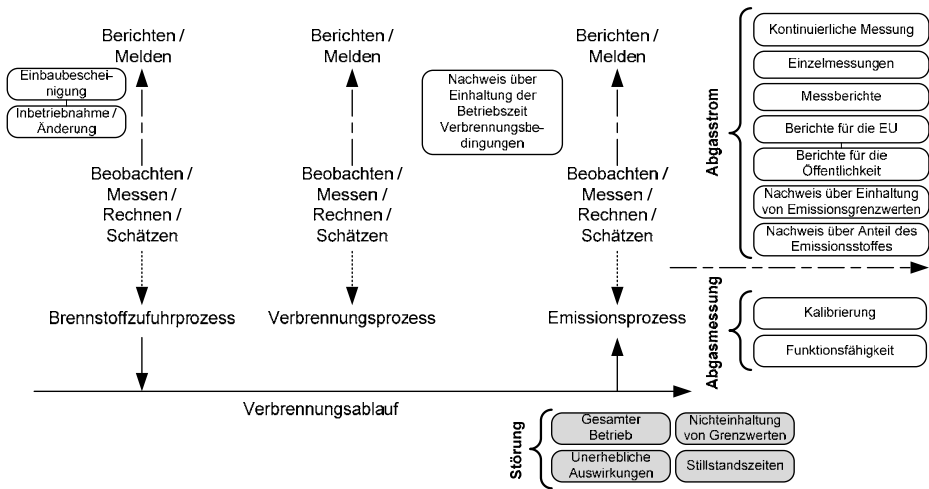 Berichten /
Melden
Einbaubeschei-
nigung
Inbetriebnahme /
Änderung
Beobachten /
Messen /
Rechnen /
Schätzen
Brennstoffzufuhrprozess
Berichten /
Melden
Beobachten /
Messen /
Rechnen /
Schätzen
Verbrennungsprozess
Nachweis über
Einhaltung der
Betriebszeit
Verbrennungsbe-
dingungen
Berichten /
Melden
Beobachten /
Messen /
Rechnen /
Schätzen
Emissionsprozess
Verbrennungsablauf
Abgasstrom
Kontinuierliche Messung
Einzelmessungen
Messberichte
Berichte für die EU
Berichte für die
Öffentlichkeit
Nachweis über Einhaltung
von Emissionsgrenzwerten
Nachweis über Anteil des
Emissionsstoffes
Abgasmessung
Kalibrierung
Funktionsfähigkeit
Störung
Gesamter
Betrieb
Nichteinhaltung
von Grenzwerten
Unerhebliche
Auswirkungen
Stillstandszeiten